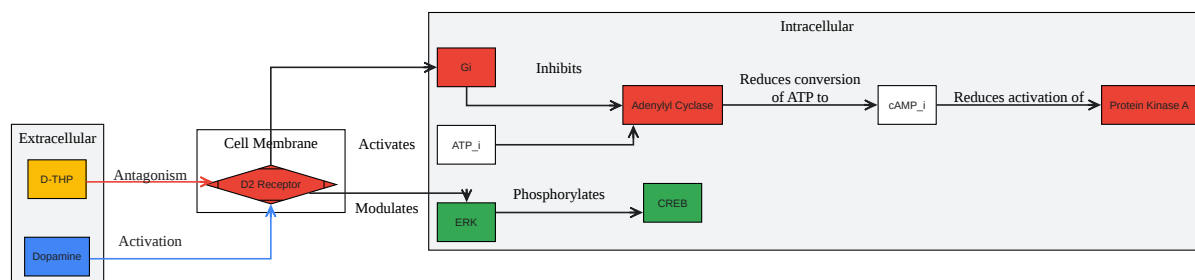 Intracellular
Gi
Inhibits
Reduces conversion
of ATP to
Adenylyl Cyclase
cAMP_i
Reduces activation of
Protein Kinase A
Extracellular
Cell Membrane
Activates
ATP_i
D-THP
Antagonism
D2 Receptor
Modulates
Phosphorylates
CREB
ERK
Activation
Dopamine